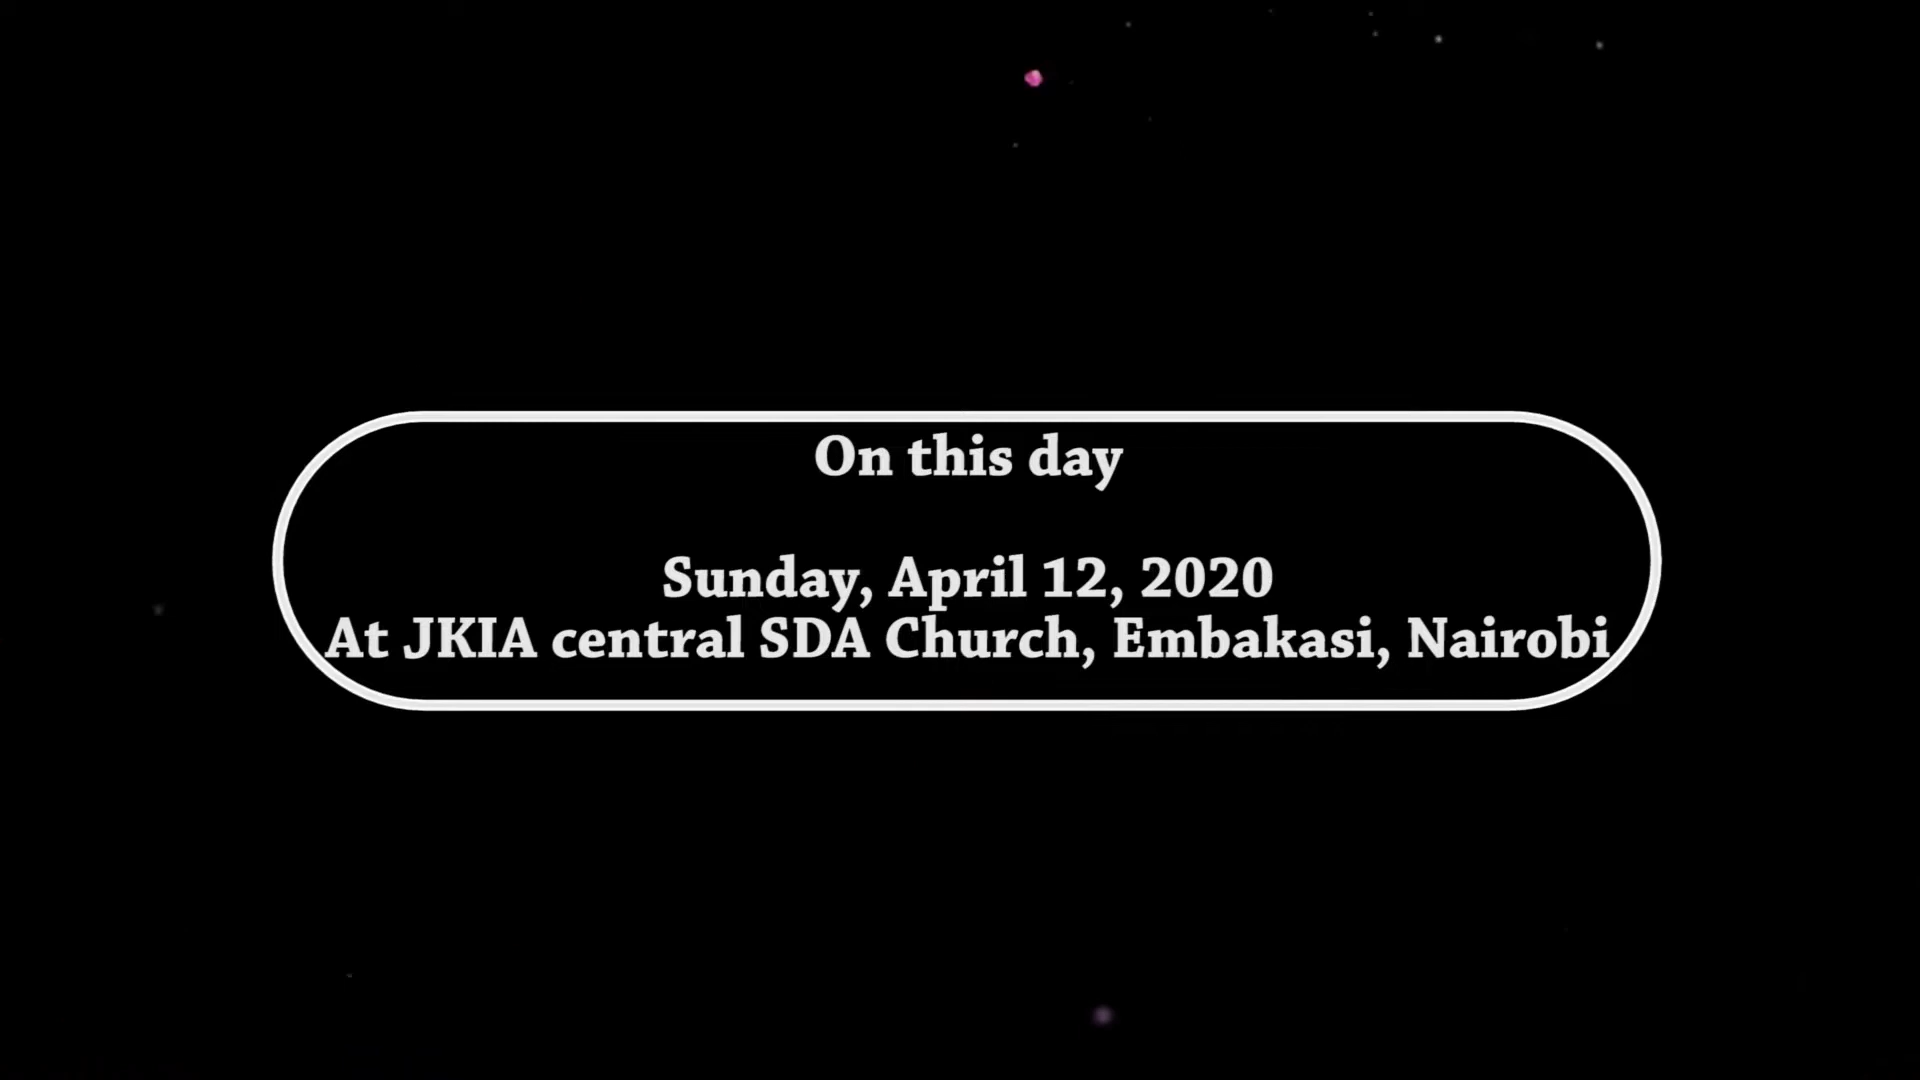 On this day
Sunday, April 12, 2020
At JKIA central SDA Church, Embakasi, Nairobi